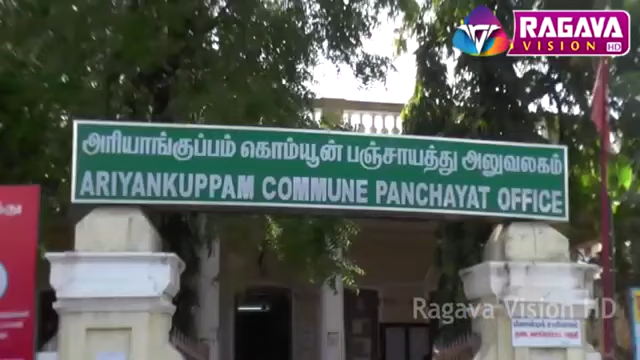 RAGAVA
VISION HD
அரியாங்குப்பம் கொம்யூன் பஞ்சாயத்து அலுவலகம்
ARIYANKUPPAM COMMUNE PANCHAYAT OFFICE
Ragava Vision HD